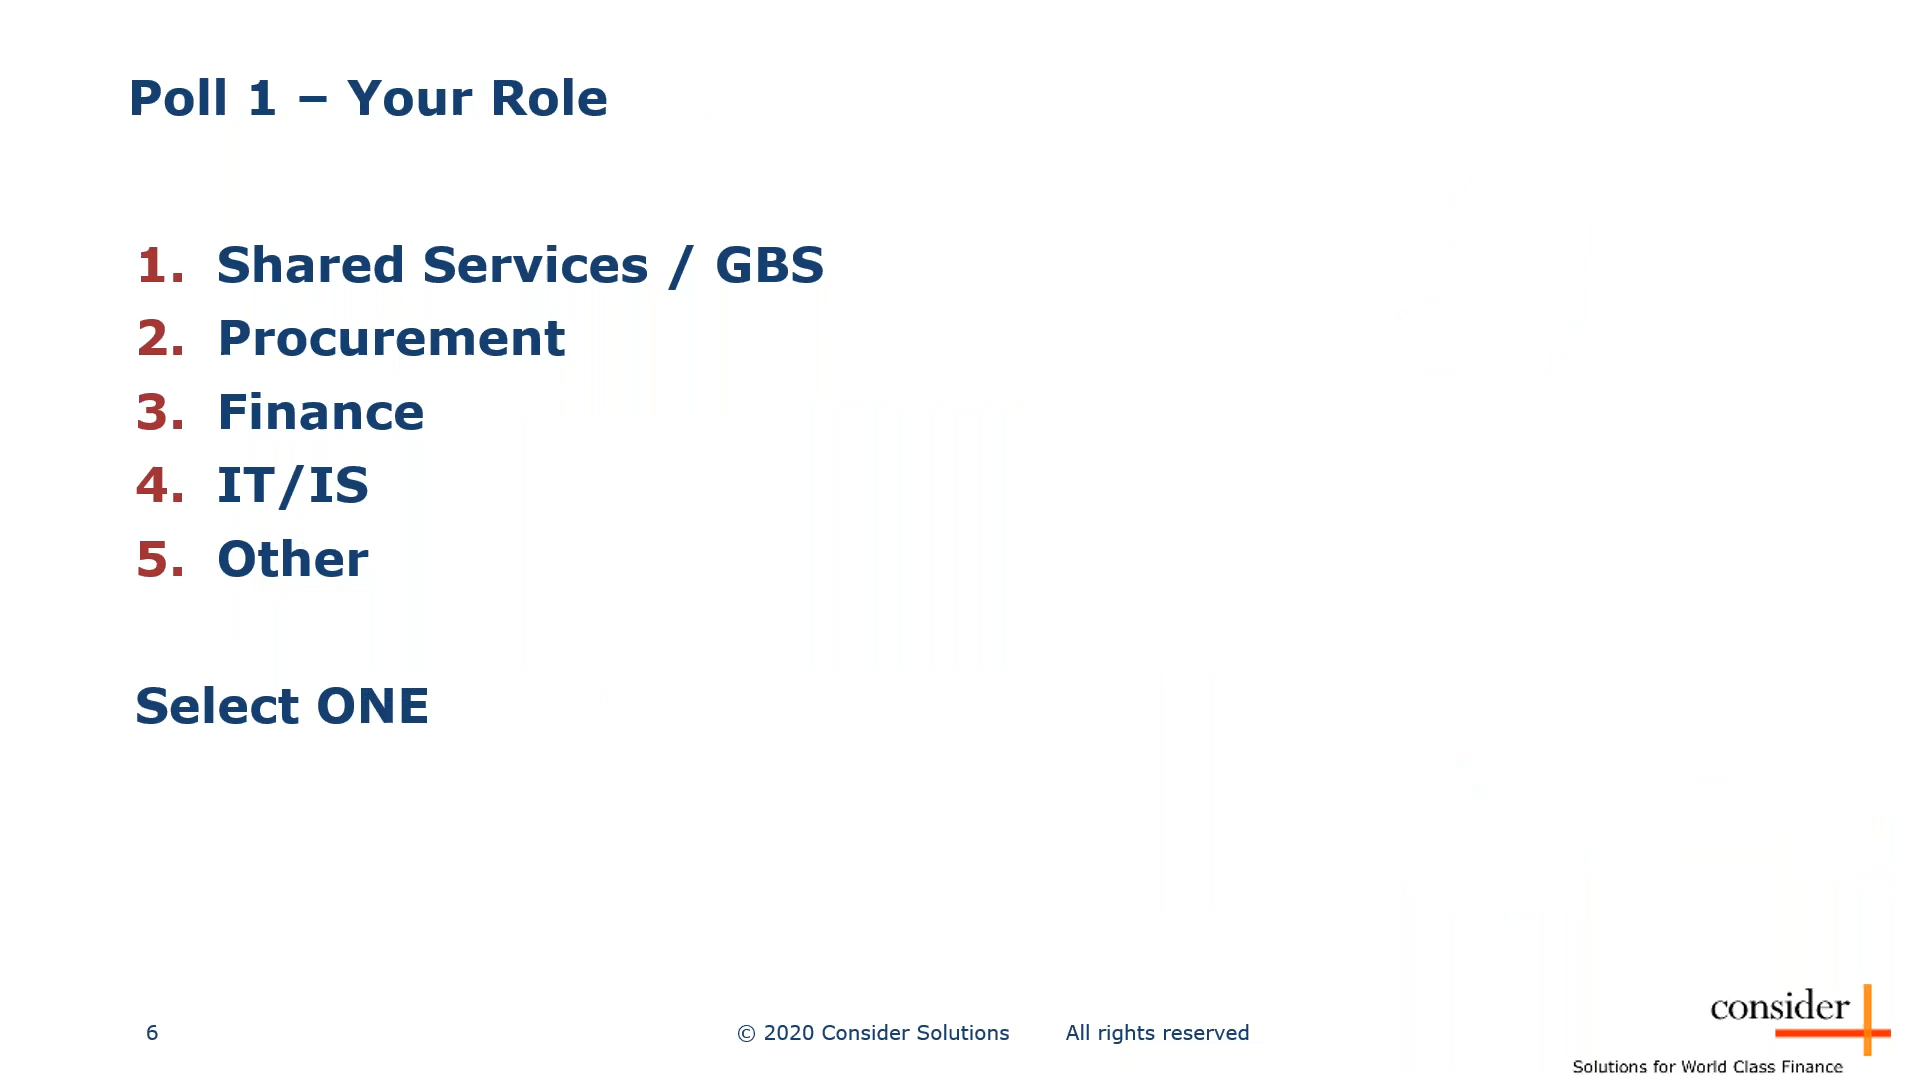 Poll 1 – Your Role
1. Shared Services / GBS
2. Procurement
3. Finance
4. IT/IS
5. Other
Select ONE
6
© 2020 Consider Solutions All rights reserved
consider
Solutions for World Class Finance